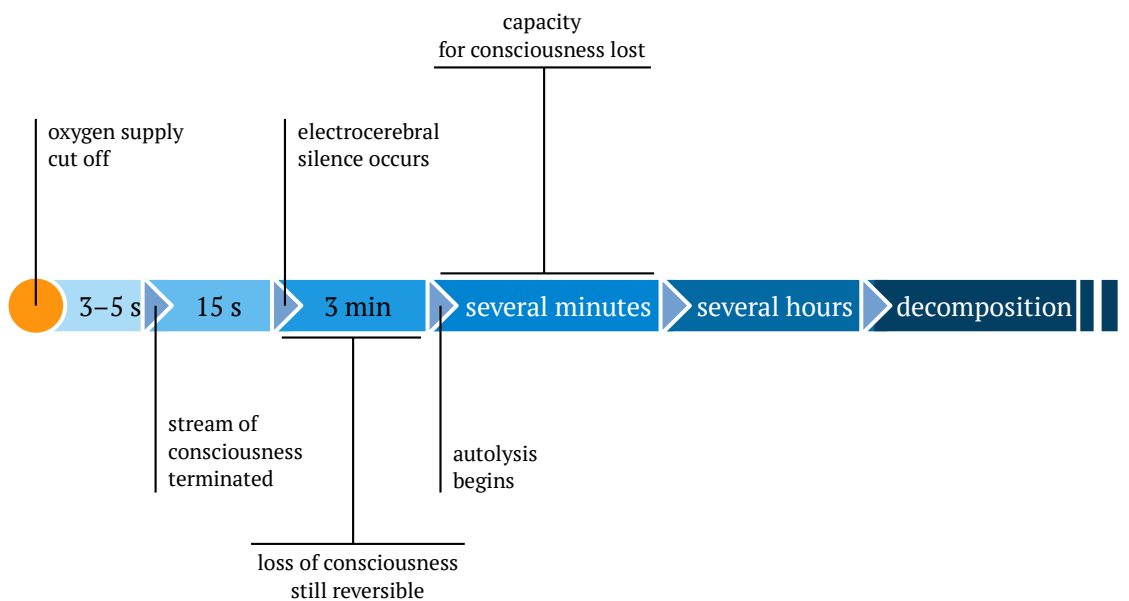 capacity
for consciousness lost
oxygen supply
cut off
electrocerebral
silence occurs
3–5 s
15 s
3 min
several minutes
several hours
decomposition
stream of
consciousness
terminated
autolysis
begins
loss of consciousness
still reversible